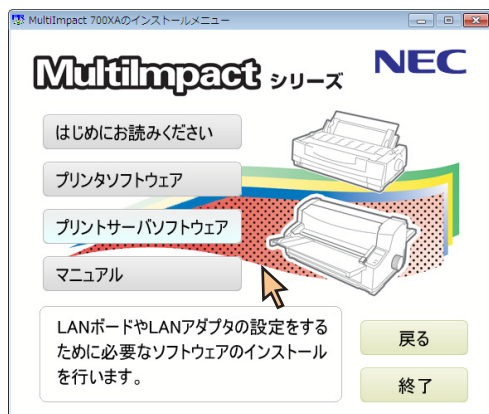 MultiImpact 700XAのインストールメニュー
MultiImpact シリーズ
NEC
はじめにお読みください
プリンタソフトウェア
プリントサーバソフトウェア
マニュアル
LANボードやLANアダプタの設定をする
ために必要なソフトウェアのインストール
を行います。
戻る
終了